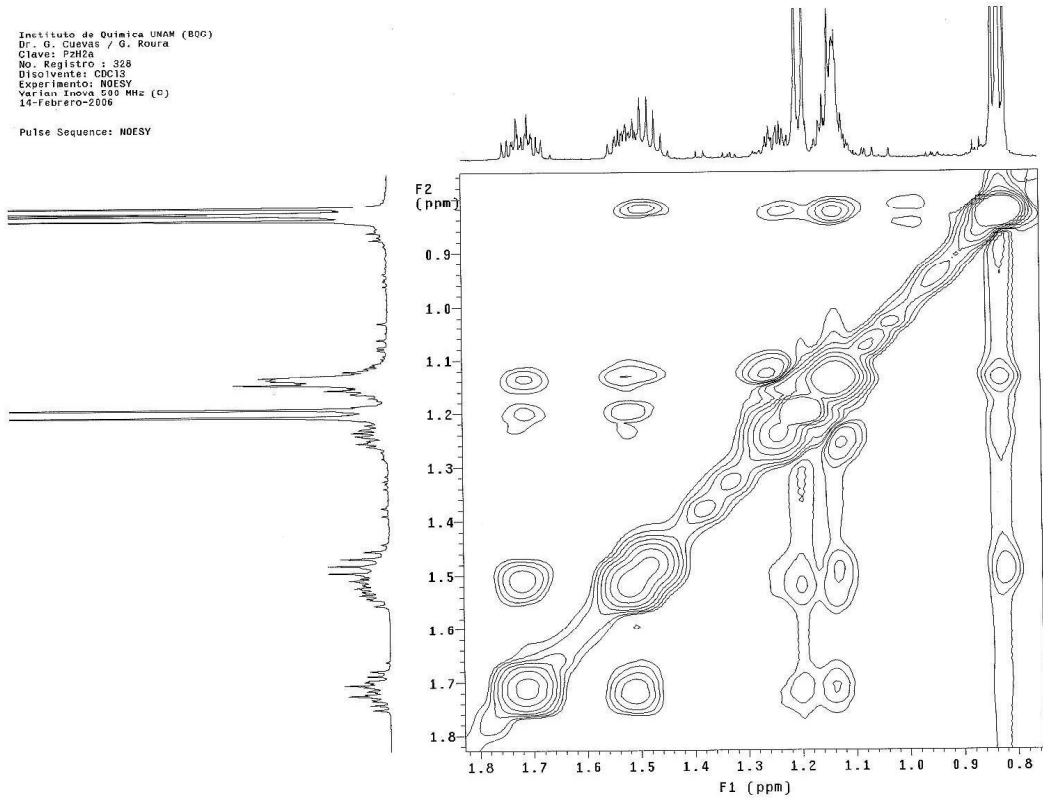 Instituto de Quimica UNAM (BQG)
Dr. G. Cuevas / G. Roura
Clave: PzH2a
No. Registro : 328
Disolvente: CDCl3
Experimento: NOESY
Varian Inova 500 MHz (C)
14-Febrero-2006
Pulse Sequence: NOESY
F2
(ppm)
0.9
1.0
1.1
1.2
1.3
1.4
1.5
1.6
1.7
1.8
1.8 1.7 1.6 1.5 1.4 1.3 1.2 1.1 1.0 0.9 0.8
F1 (ppm)